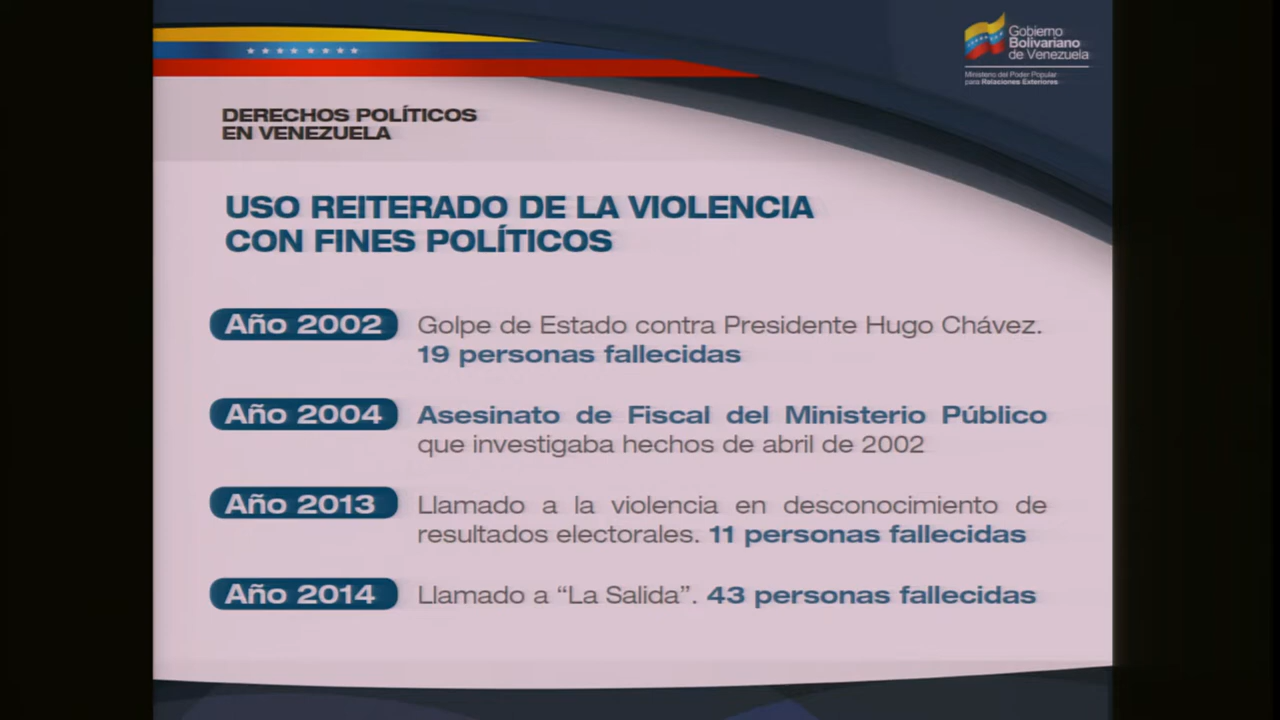 Gobierno
Bolivariano
de Venezuela
Ministerio del Poder Popular
para Relaciones Exteriores
DERECHOS POLÍTICOS
EN VENEZUELA
USO REITERADO DE LA VIOLENCIA
CON FINES POLÍTICOS
Año 2002 Golpe de Estado contra Presidente Hugo Chávez.
19 personas fallecidas
Año 2004 Asesinato de Fiscal del Ministerio Público
que investigaba hechos de abril de 2002
Año 2013 Llamado a la violencia en desconocimiento de
resultados electorales. 11 personas fallecidas
Año 2014 Llamado a “La Salida”. 43 personas fallecidas